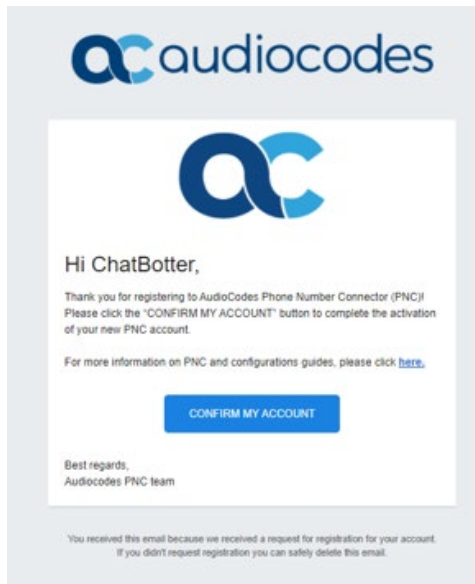 audiocodes
ac
Hi ChatBotter,
Thank you for registering to AudioCodes Phone Number Connector (PNC)!
Please click the "CONFIRM MY ACCOUNT" button to complete the activation
of your new PNC account.
For more information on PNC and configurations guides, please click here.
CONFIRM MY ACCOUNT
Best regards,
Audiocodes PNC team
You received this email because we received a request for registration for your account.
If you didn't request registration you can safely delete this email.